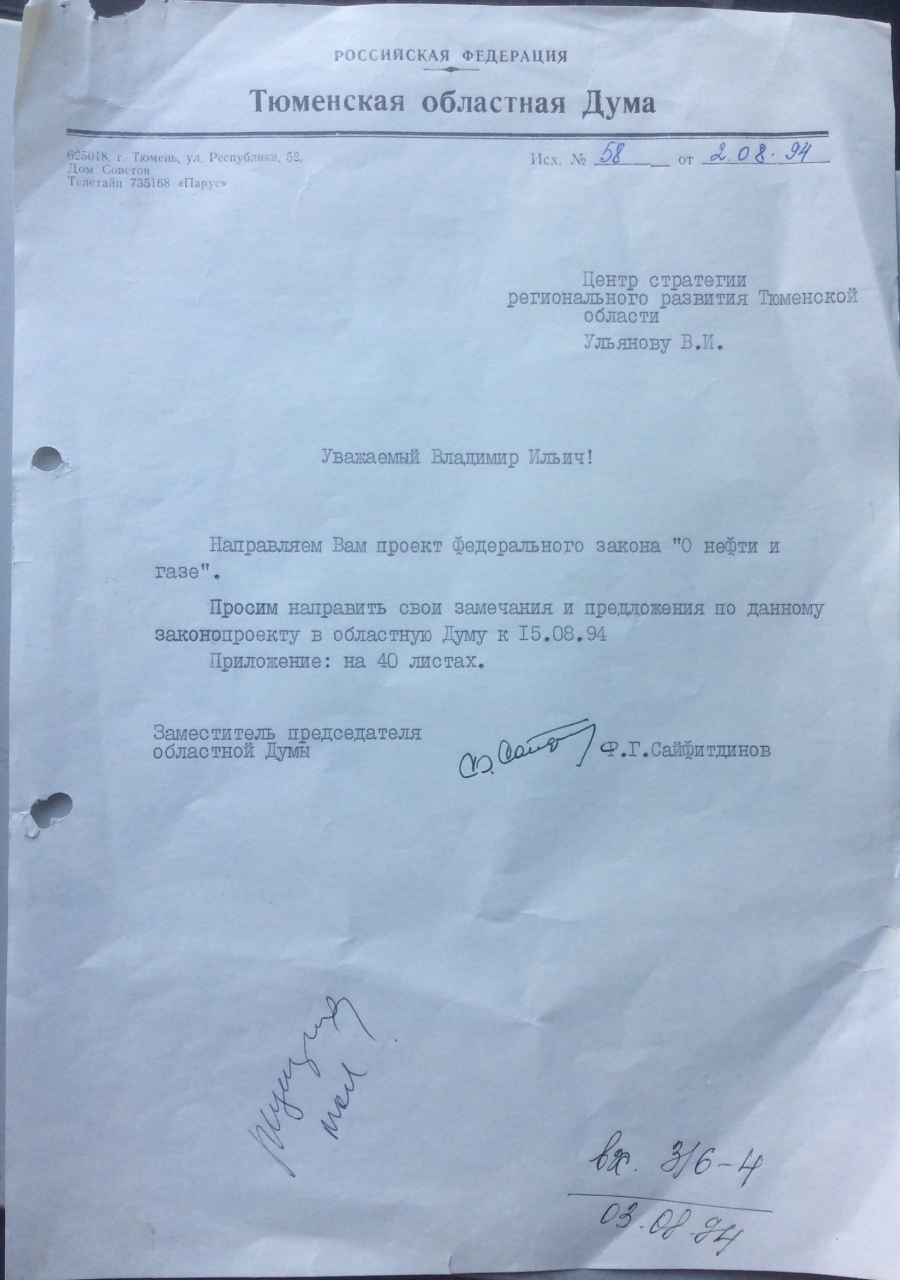 РОССИЙСКАЯ ФЕДЕРАЦИЯ
Тюменская областная Дума
625018, г. Тюмень, ул. Республики, 52,
Дом Советов
Телетайп 735168 «Парус»
Исх. № 58 от 2.08.94
Центр стратегии
регионального развития Тюменской
области
Ульянову В.И.
Уважаемый Владимир Ильич!
Направляем Вам проект федерального закона "О нефти и
газе".
Просим направить свои замечания и предложения по данному
законопроекту в областную Думу к I5.08.94
Приложение: на 40 листах.
Заместитель председателя
областной Думы
Ф.Г.Сайфитдинов
вх. 3/6-4
03.08.94